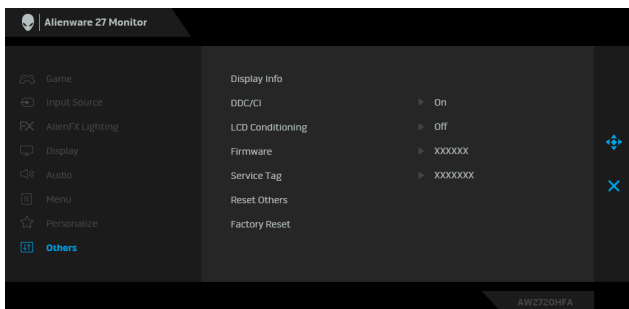 Alienware 27 Monitor
Game
Input Source
AlienFX Lighting
Display
Audio
Menu
Personalize
Others
Display Info
DDC/CI On
LCD Conditioning Off
Firmware XXXXXX
Service Tag XXXXXXX
Reset Others
Factory Reset
AW2720HFA